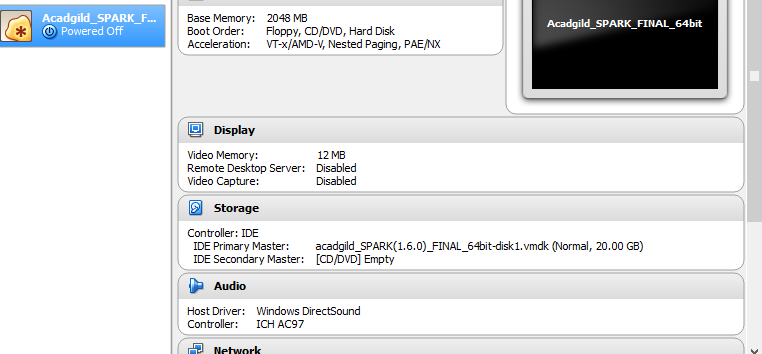 Acadgild_SPARK_F...
Powered Off
Base Memory: 2048 MB
Boot Order: Floppy, CD/DVD, Hard Disk
Acceleration: VT-x/AMD-V, Nested Paging, PAE/NX
Acadgild_SPARK_FINAL_64bit
Display
Video Memory: 12 MB
Remote Desktop Server: Disabled
Video Capture: Disabled
Storage
Controller: IDE
IDE Primary Master: acadgild_SPARK(1.6.0)_FINAL_64bit-disk1.vmdk (Normal, 20.00 GB)
IDE Secondary Master: [CD/DVD] Empty
Audio
Host Driver: Windows DirectSound
Controller: ICH AC97
Network